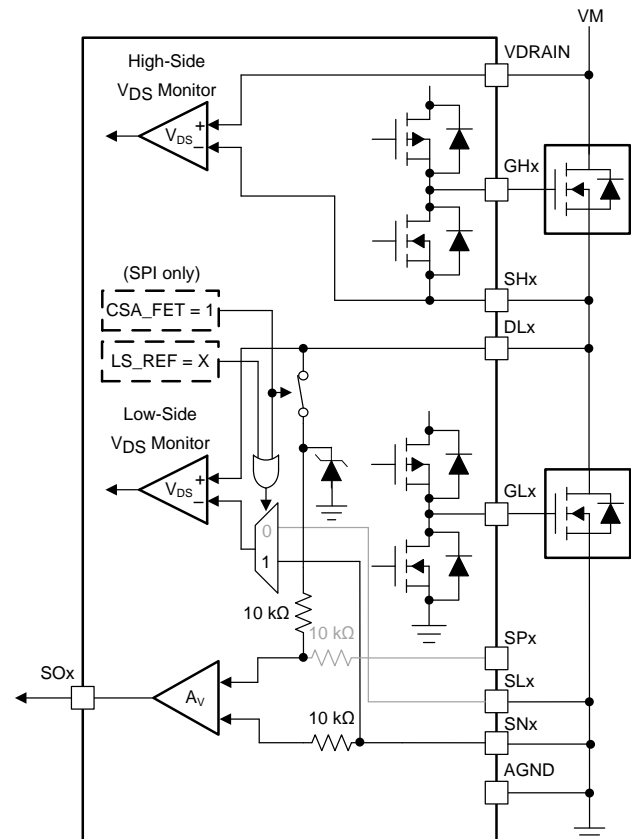 VM
VDRAIN
High-Side
VDS Monitor
VDS
+
−
GHx
(SPI only)
CSA_FET = 1
SHx
DLx
LS_REF = X
Low-Side
VDS Monitor
VDS
+
−
GLx
0
1
10 kΩ
10 kΩ
SPx
SOx
AV
SLx
10 kΩ
SNx
AGND